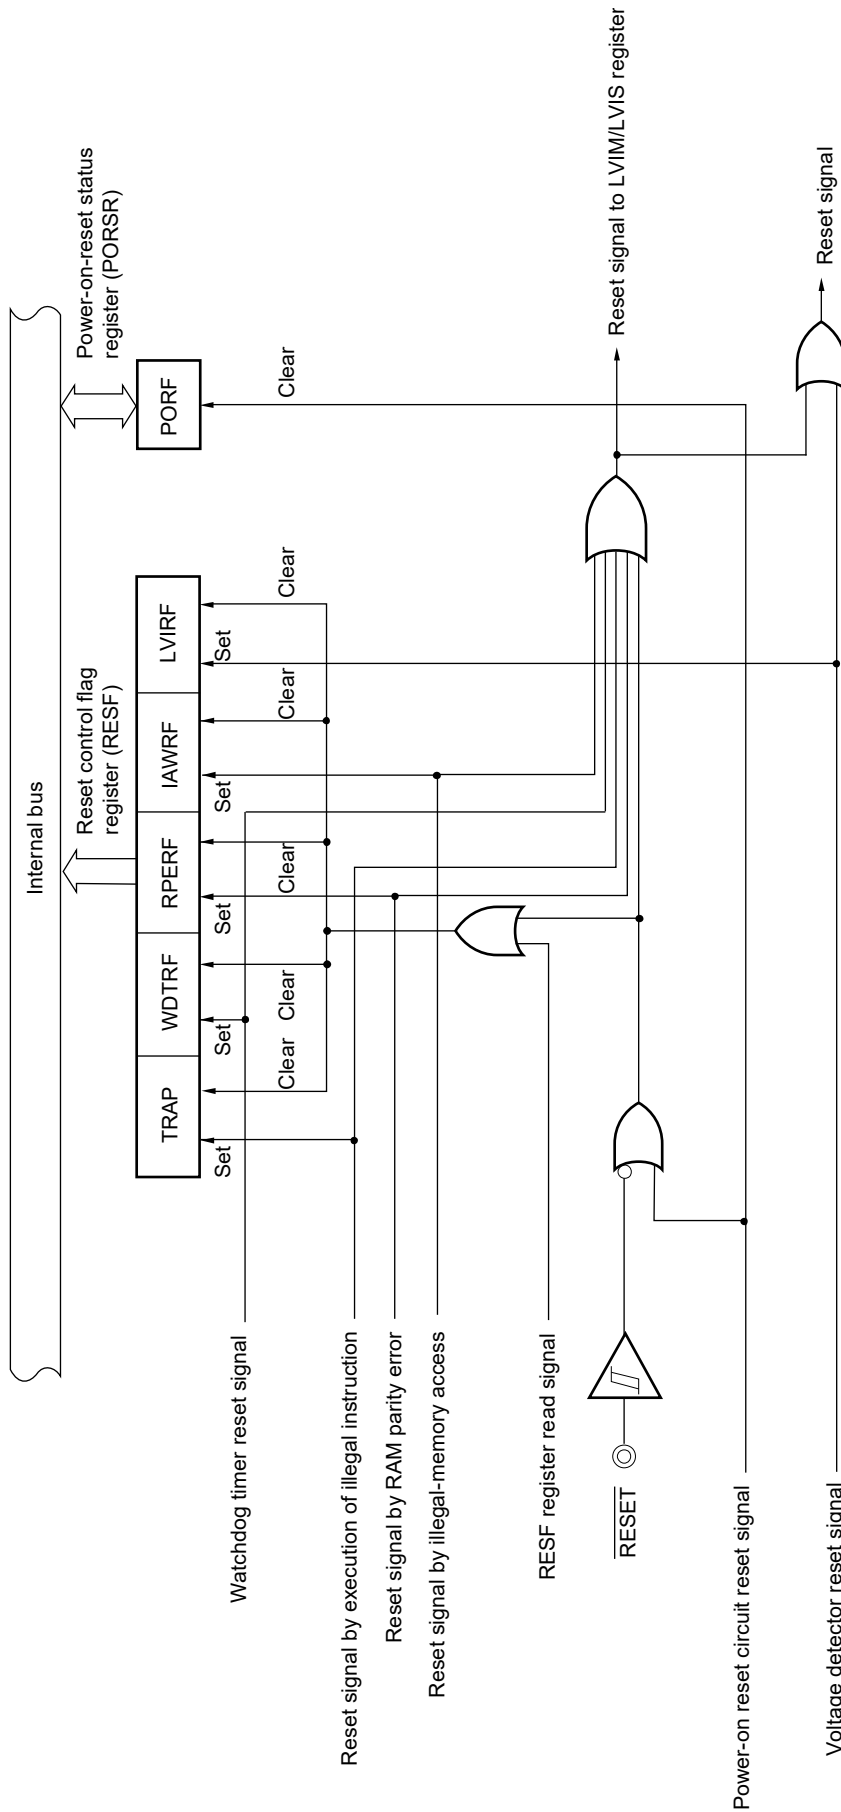 Internal bus
Reset control flag
register (RESF)
Power-on-reset status
register (PORSR)
TRAP
WDTRF
RPERF
IAWRF
LVIRF
PORF
Set
Clear
Set
Clear
Set
Clear
Set
Clear
Set
Clear
Clear
Watchdog timer reset signal
Reset signal by execution of illegal instruction
Reset signal by RAM parity error
Reset signal by illegal-memory access
RESF register read signal
RESET
Reset signal to LVIM/LVIS register
Power-on reset circuit reset signal
Reset signal
Voltage detector reset signal